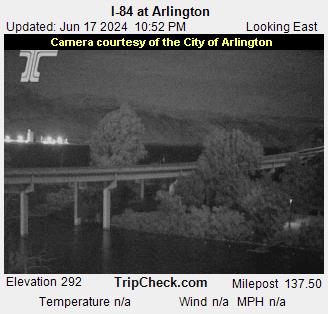 I-84 at Arlington
Updated: Jun 17 2024 10:52 PM Looking East
Camera courtesy of the City of Arlington
Elevation 292 TripCheck.com Milepost 137.50
Temperature n/a Wind n/a MPH n/a